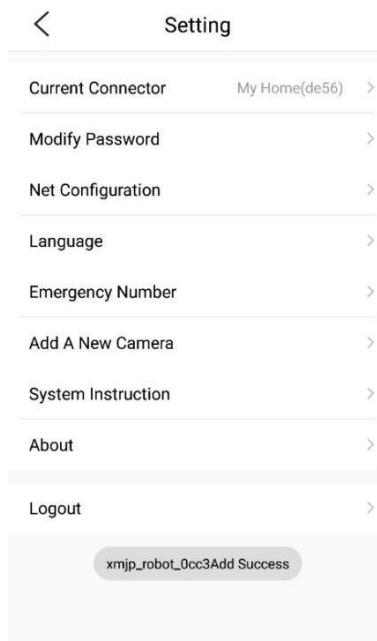 Setting
Current Connector My Home(de56)
Modify Password
Net Configuration
Language
Emergency Number
Add A New Camera
System Instruction
About
Logout
xmjp_robot_0cc3Add Success